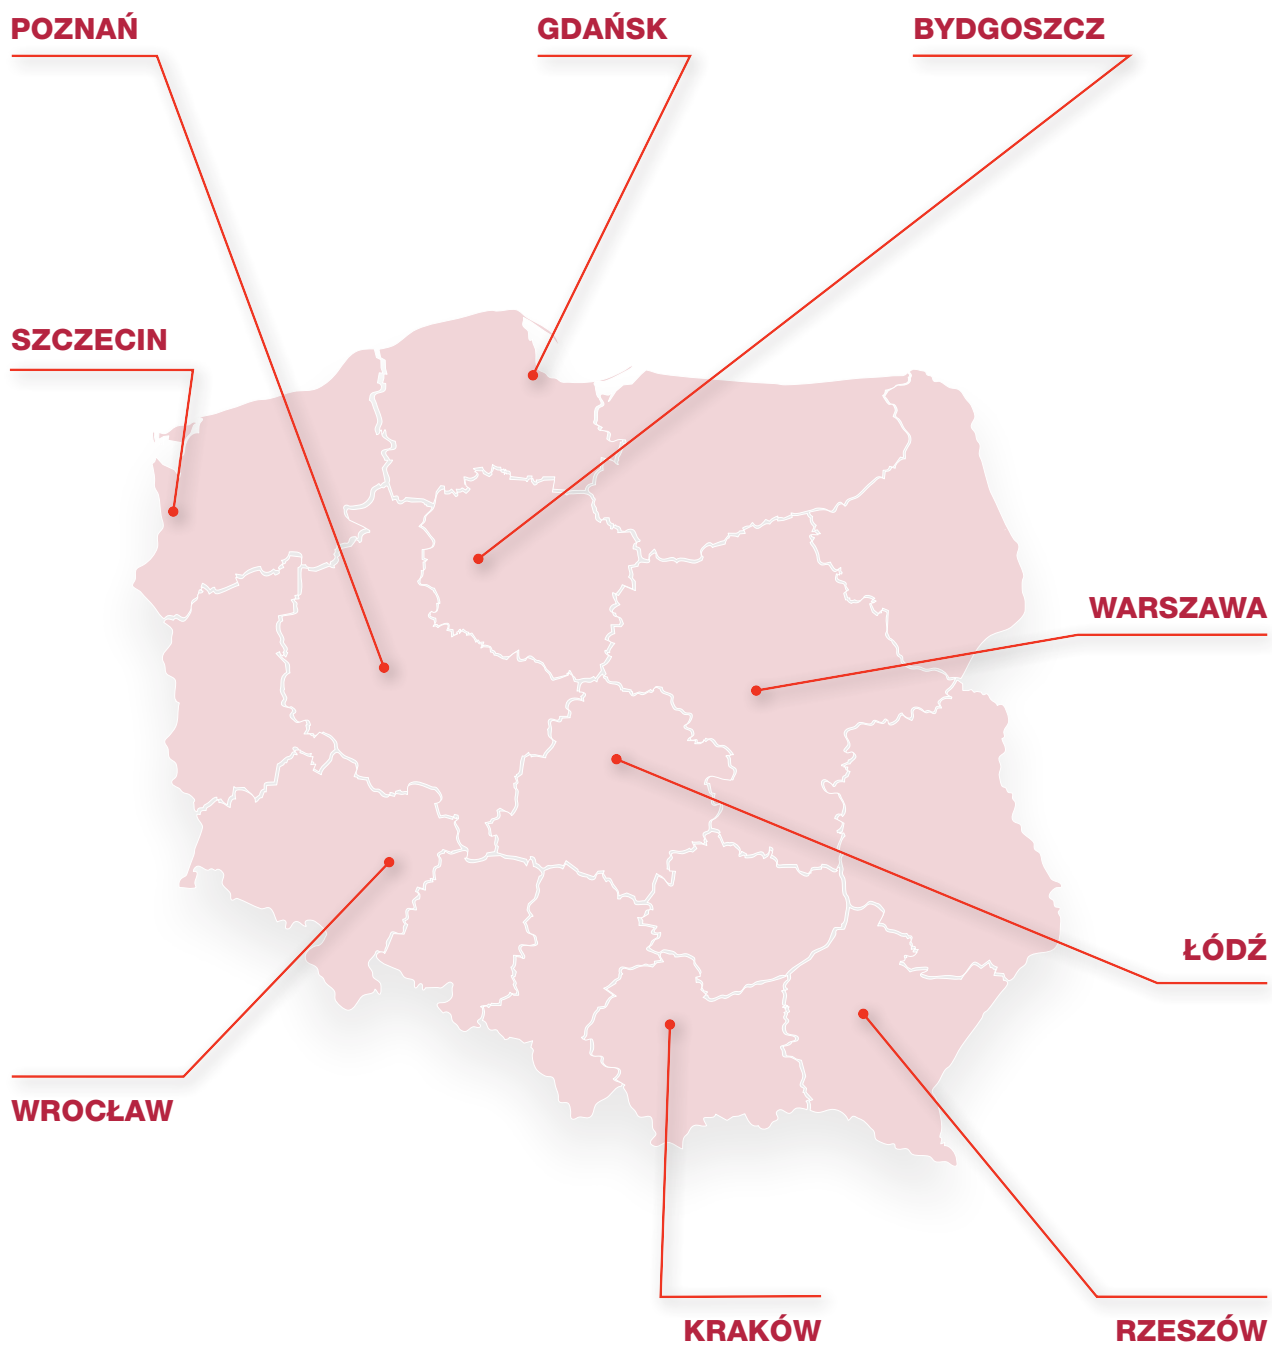 POZNAŃ
GDAŃSK
BYDGOSZCZ
SZCZECIN
WARSZAWA
ŁÓDŹ
WROCŁAW
KRAKÓW
RZESZÓW